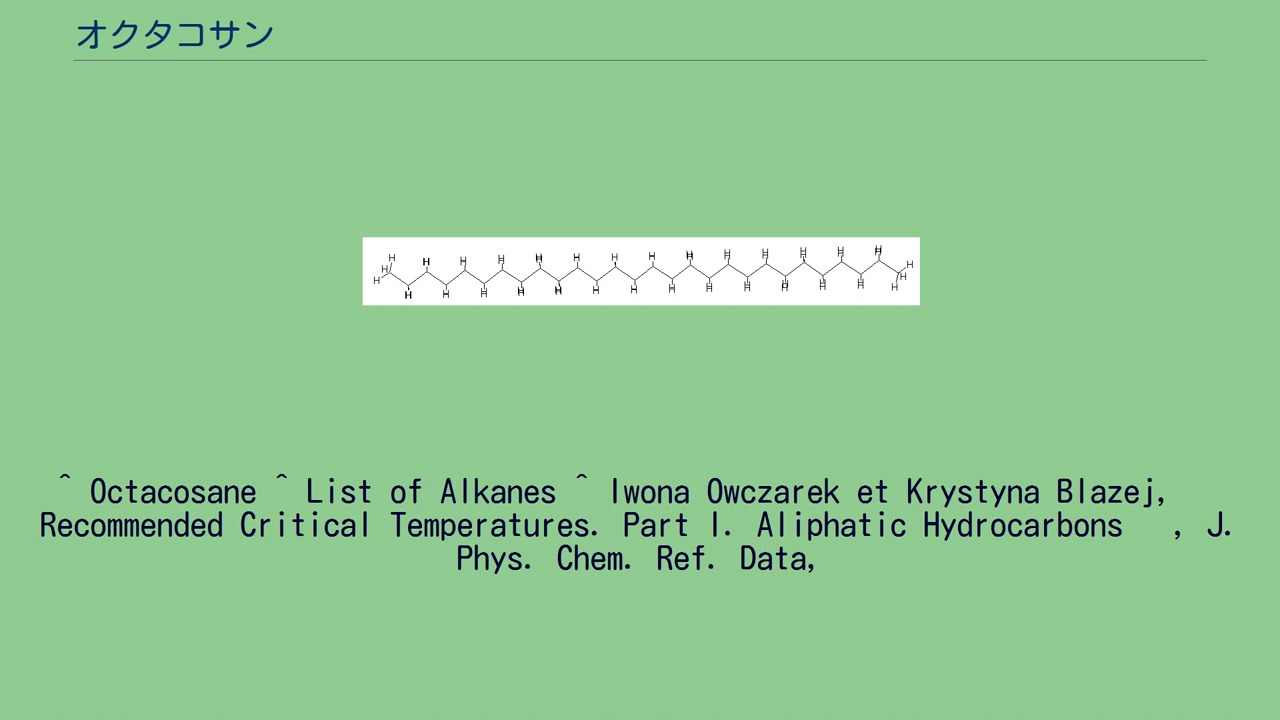 オクタコサン
^ Octacosane ^ List of Alkanes ^ Iwona Owczarek et Krystyna Blazej,
Recommended Critical Temperatures. Part I. Aliphatic Hydrocarbons , J.
Phys. Chem. Ref. Data,